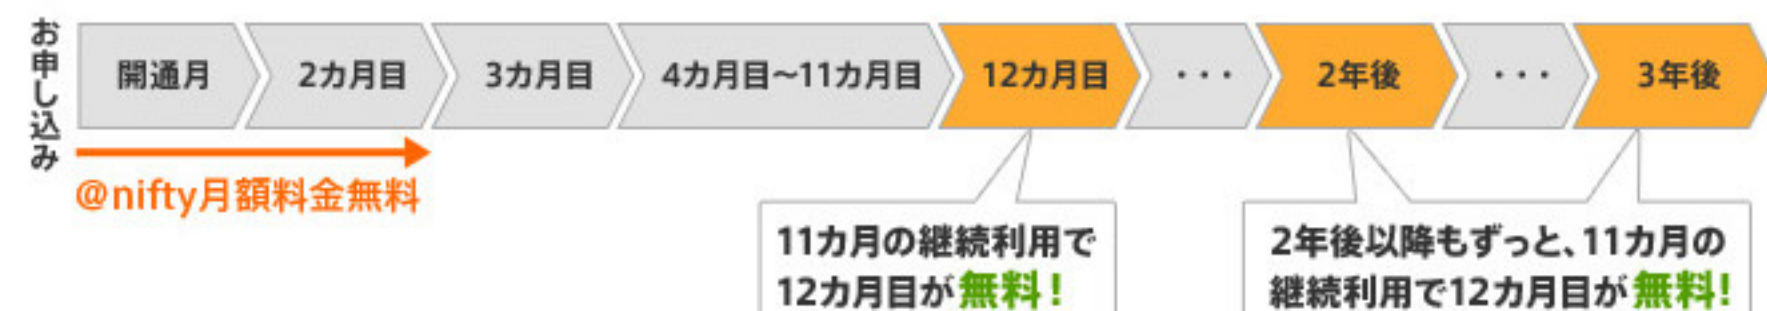 お申し込み
開通月
2カ月目
3カ月目
4カ月目～11カ月目
12カ月目
・・・
2年後
・・・
3年後
@nifty月額料金無料
11カ月の継続利用で
12カ月目が無料！
2年後以降もずっと、11カ月の
継続利用で12カ月目が無料！